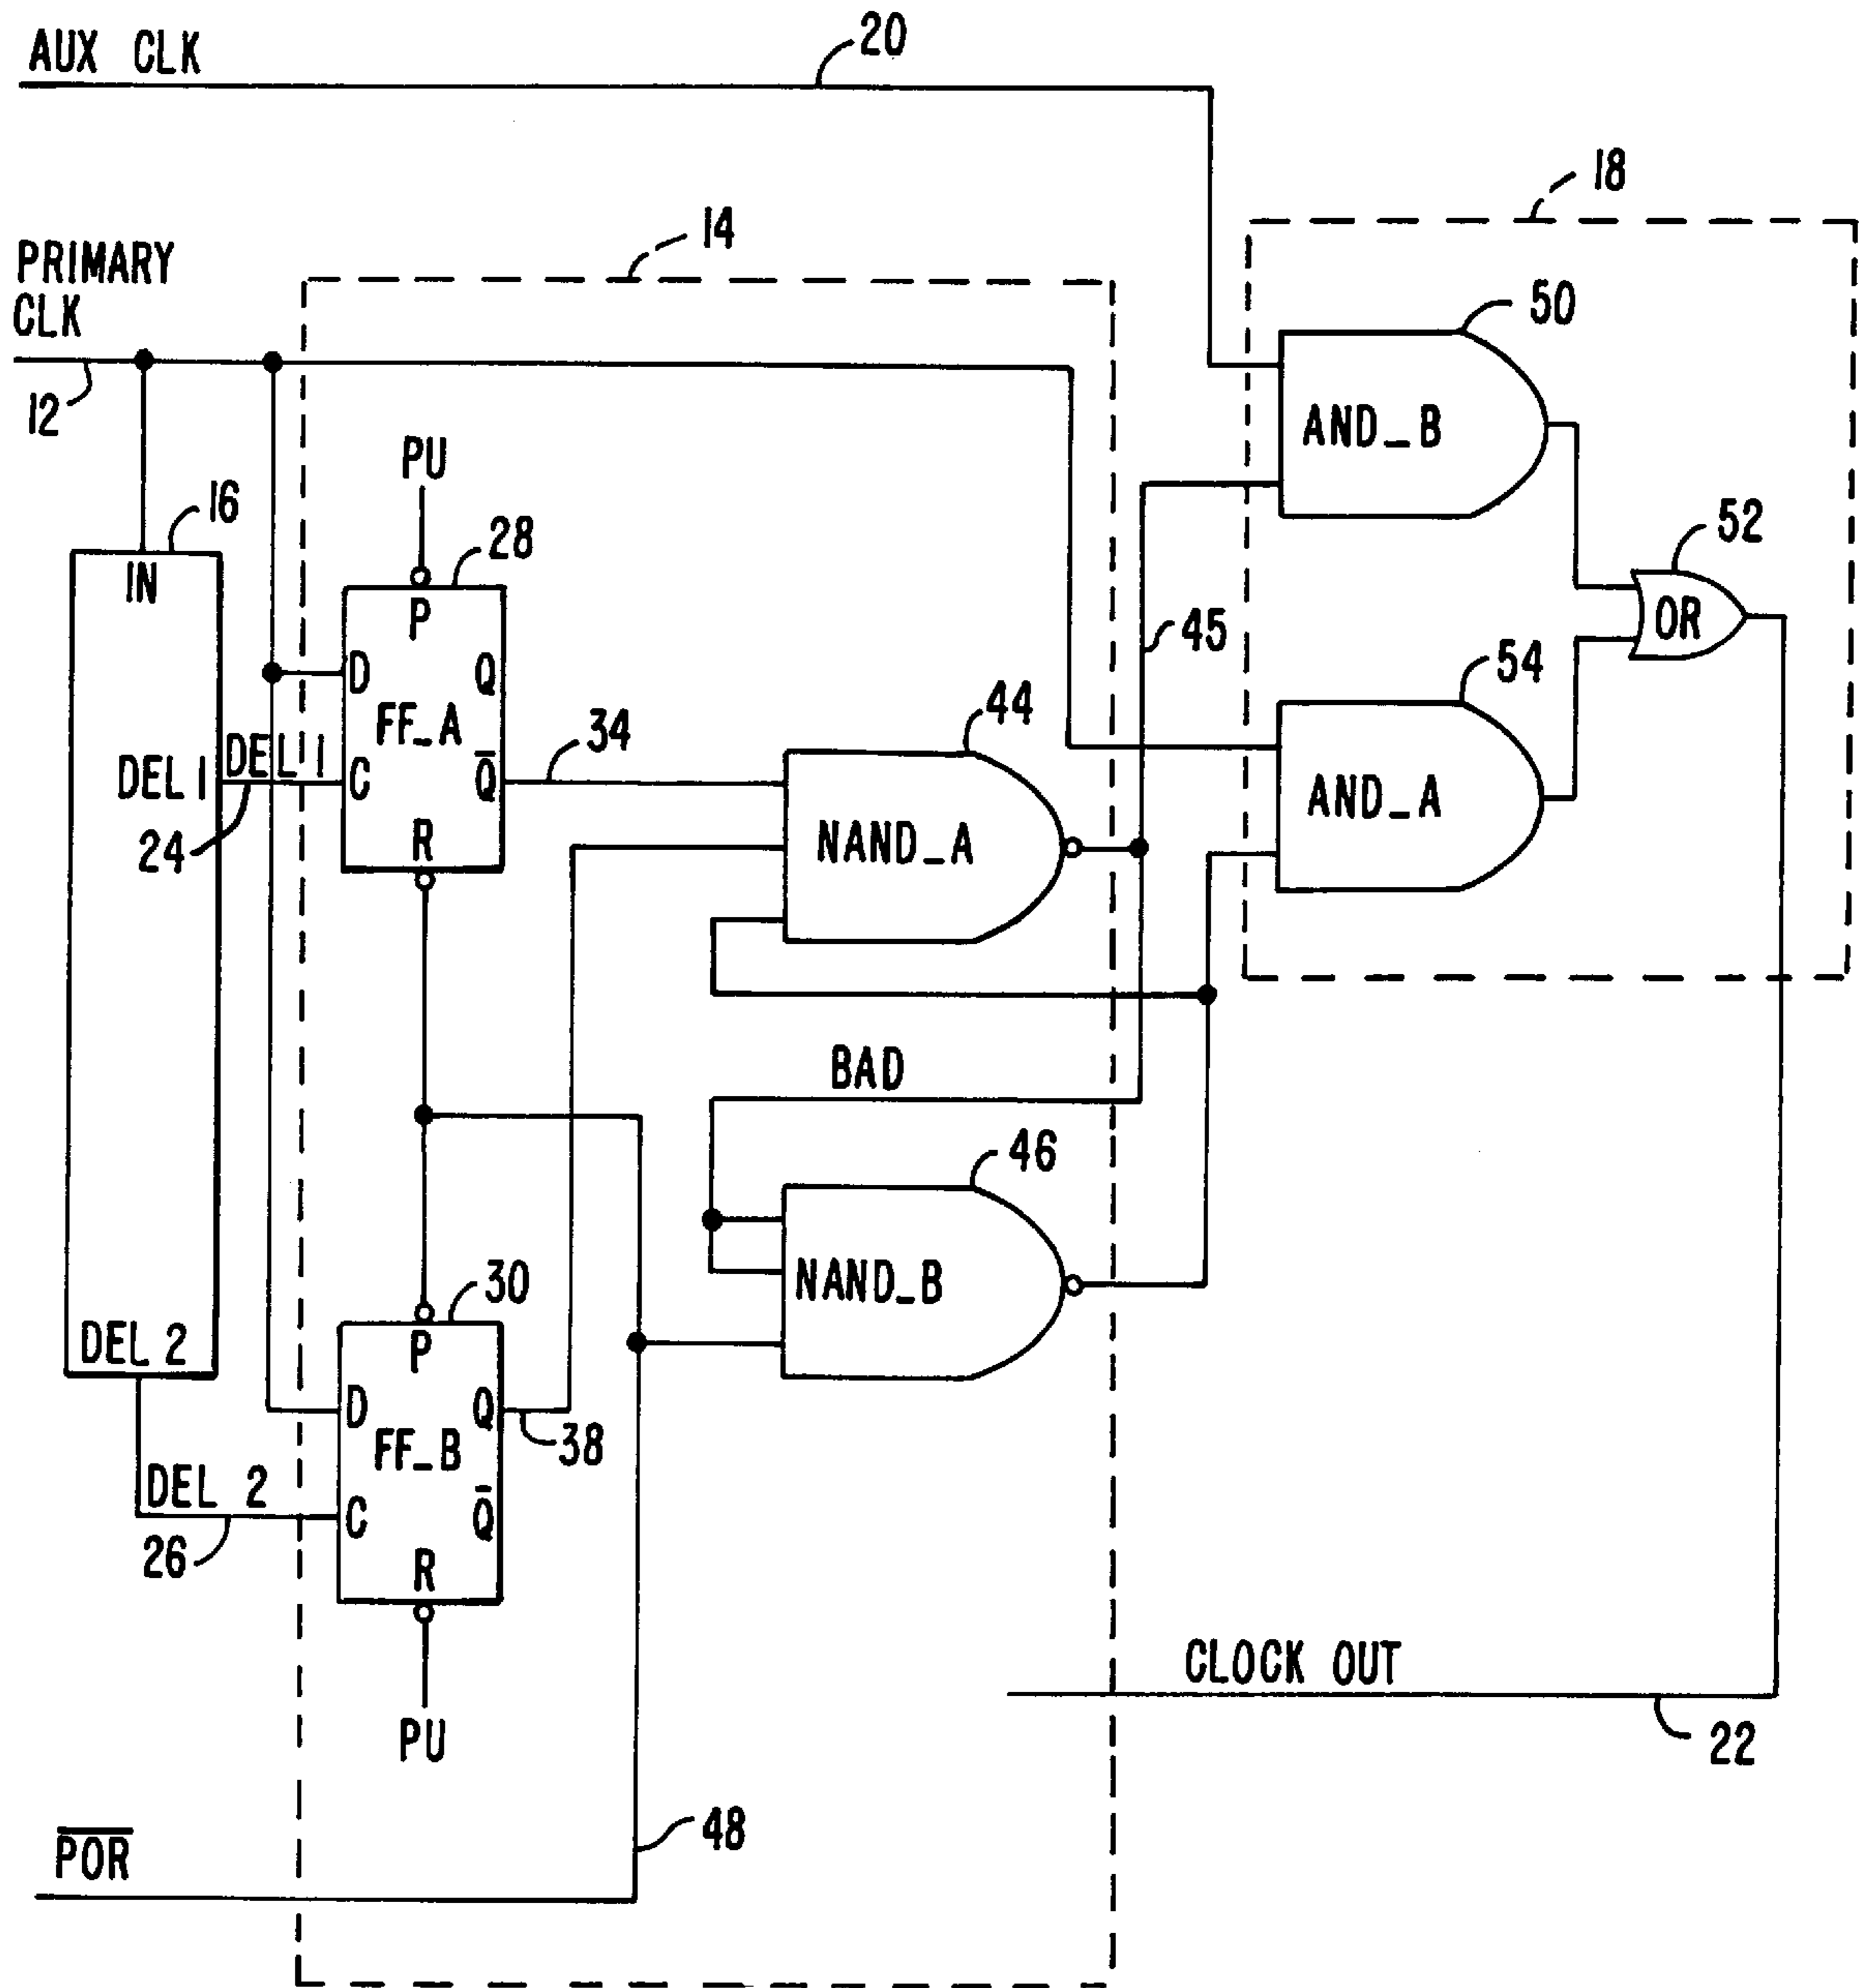 AUX CLK
20
18
14
PRIMARY
CLK
12
50
AND_B
PU
16
IN
28
P
D
Q
FF_A
DEL 1
DEL 1
C
Q̅
R
24
34
44
NAND_A
45
52
OR
54
AND_A
BAD
46
NAND_B
30
P
DEL 2
D
Q
FF_B
38
DEL 2
C
Q̅
R
26
PU
CLOCK OUT
22
P̅O̅R̅
48